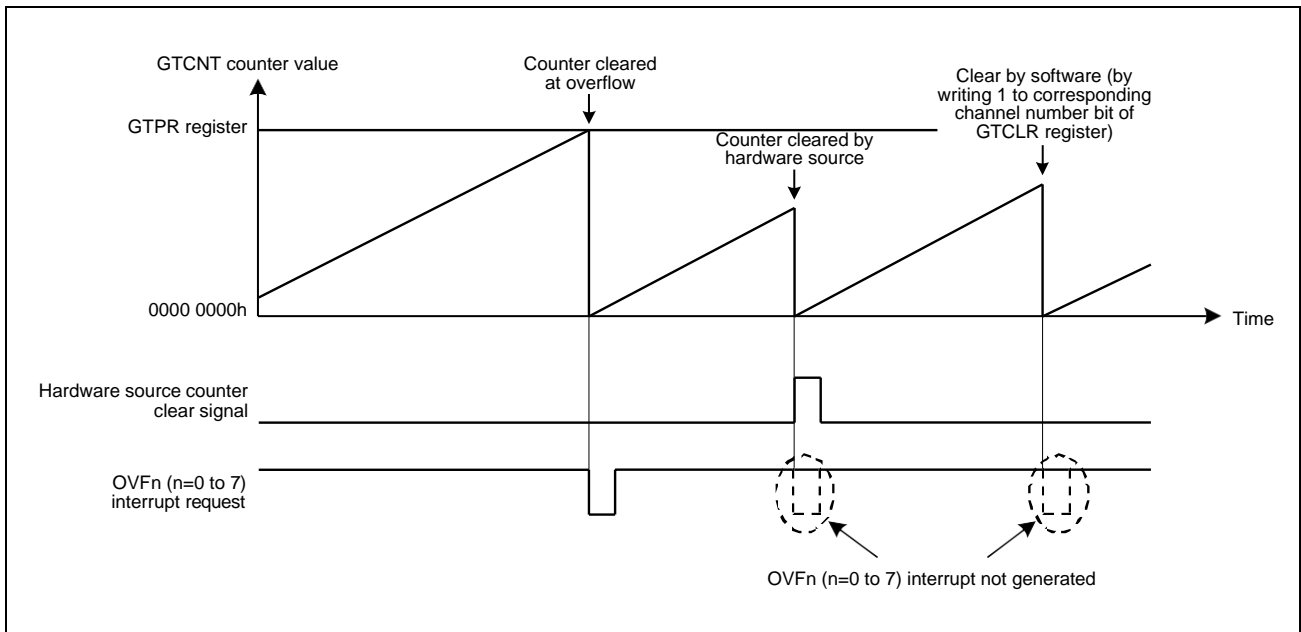 GTCNT counter value
Counter cleared
at overflow
Clear by software (by
writing 1 to corresponding
channel number bit of
GTCLR register)
GTPR register
Counter cleared by
hardware source
0000 0000h
Time
Hardware source counter
clear signal
OVFn (n=0 to 7)
interrupt request
OVFn (n=0 to 7) interrupt not generated